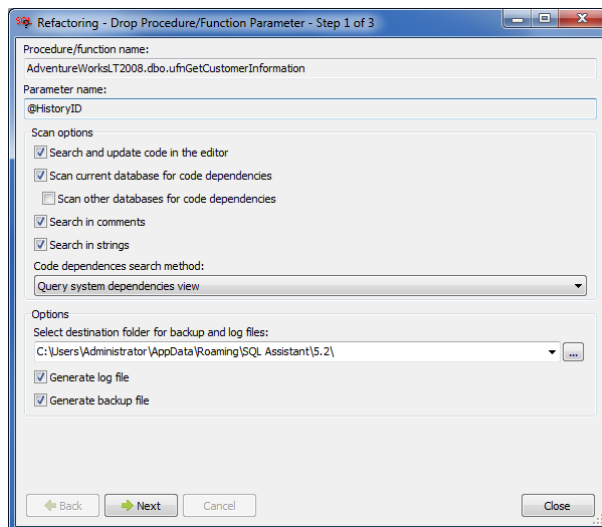 Refactoring - Drop Procedure/Function Parameter - Step 1 of 3
Procedure/function name:
AdventureWorksLT2008.dbo.ufnGetCustomerInformation
Parameter name:
@HistoryID
Scan options
Search and update code in the editor
Scan current database for code dependencies
Scan other databases for code dependencies
Search in comments
Search in strings
Code dependences search method:
Query system dependencies view
Options
Select destination folder for backup and log files:
C:\Users\Administrator\AppData\Roaming\SQL Assistant\5.2\
...
Generate log file
Generate backup file
Back Next Cancel Close